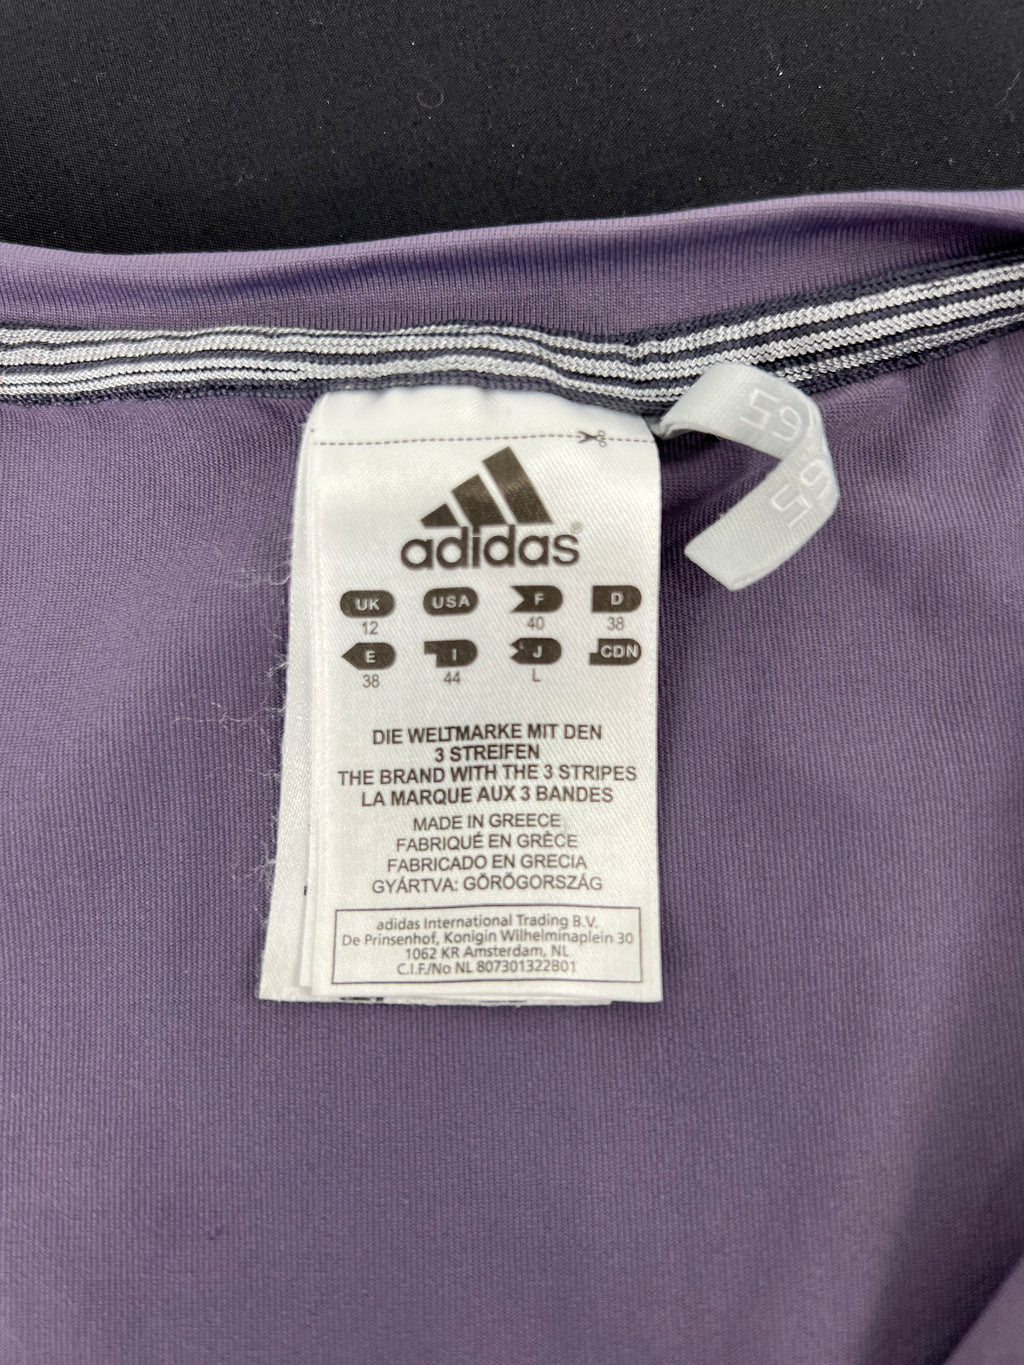 adidas®
UK USA F D
12 40 38
E I J CDN
38 44 L
DIE WELTMARKE MIT DEN
3 STREIFEN
THE BRAND WITH THE 3 STRIPES
LA MARQUE AUX 3 BANDES
MADE IN GREECE
FABRIQUÉ EN GRÈCE
FABRICADO EN GRECIA
GYÁRTVA: GÖRÖGORSZÁG
adidas International Trading B.V.
De Prinsenhof, Konigin Wilhelminaplein 30
1062 KR Amsterdam, NL
C.I.F./No NL 807301322B01